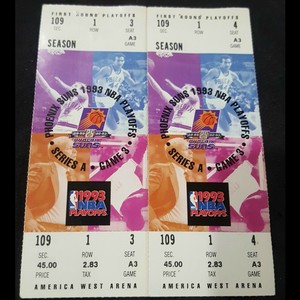 FIRST ROUND PLAYOFFS
109 1 3
SEC ROW SEAT
SEASON A3
GAME
PHOENIX SUNS 1993 NBA PLAYOFFS
PHOENIX
SUNS
SERIES A • GAME 3
1993
NBA
PLAYOFFS
109 1 3
SEC. ROW SEAT
45.00 2.83 A3
PRICE TAX GAME
AMERICA WEST ARENA
FIRST ROUND PLAYOFFS
109 1 4
SEC ROW SEAT
SEASON A3
GAME
PHOENIX SUNS 1993 NBA PLAYOFFS
PHOENIX
SUNS
SERIES A • GAME 3
1993
NBA
PLAYOFFS
109 1 4
SEC. ROW SEAT
45.00 2.83 A3
PRICE TAX GAME
AMERICA WEST ARENA